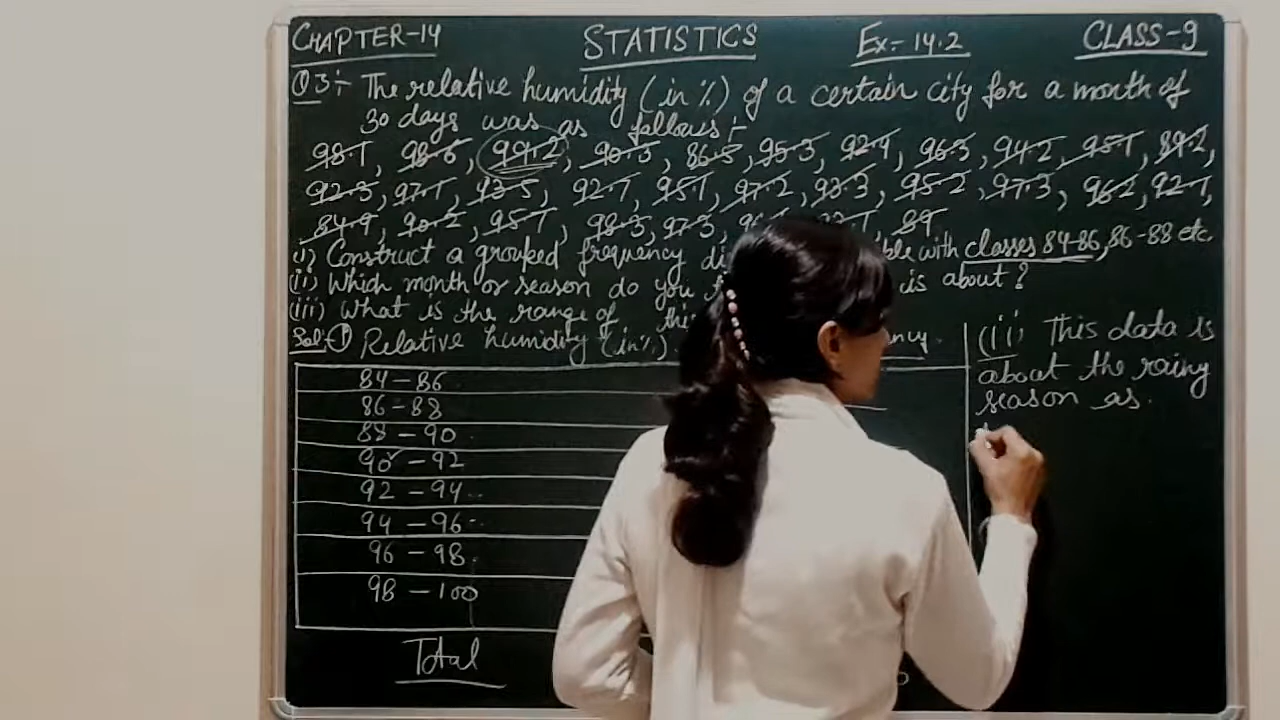 CHAPTER-14 STATISTICS Ex-14.2 CLASS-9
Q3:- The relative humidity (in %) of a certain city for a month of
30 days was as follows:-
98.1, 98.6, 99.2, 90.3, 86.5, 95.3, 92.9, 96.3, 94.2, 95.1, 89.2,
92.3, 97.1, 93.5, 92.7, 95.1, 97.2, 93.3, 95.2, 97.3, 96.2, 92.1,
84.9, 90.2, 95.7, 98.3, 97.3, 89
(i) Construct a grouped frequency with classes 84-86, 86-88 etc.
(ii) Which month or season do you is about?
(iii) What is the range of this
Sol:- (i) Relative humidity (in%)
84-86
86-88
88-90
90-92
92-94
94-96
96-98
98-100
Total
(ii) This data is
about the rainy
season as